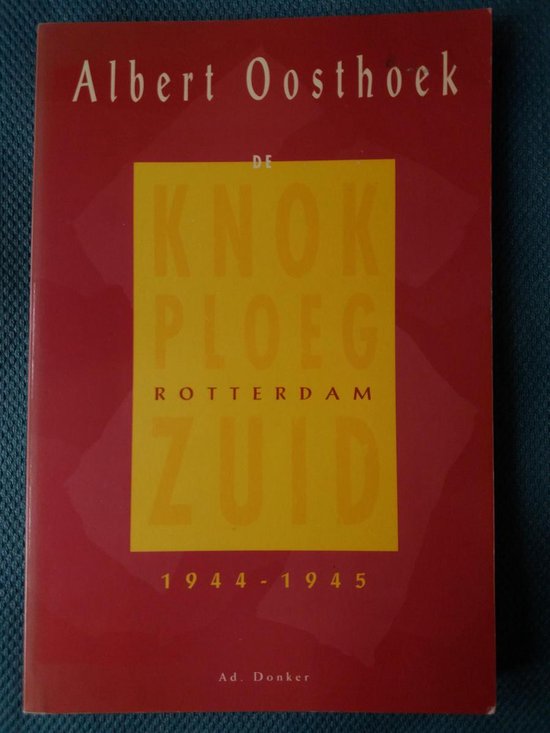 Albert Oosthoek
DE
KNOK
PLOEG
ROTTERDAM
ZUID
1944-1945
Ad. Donker